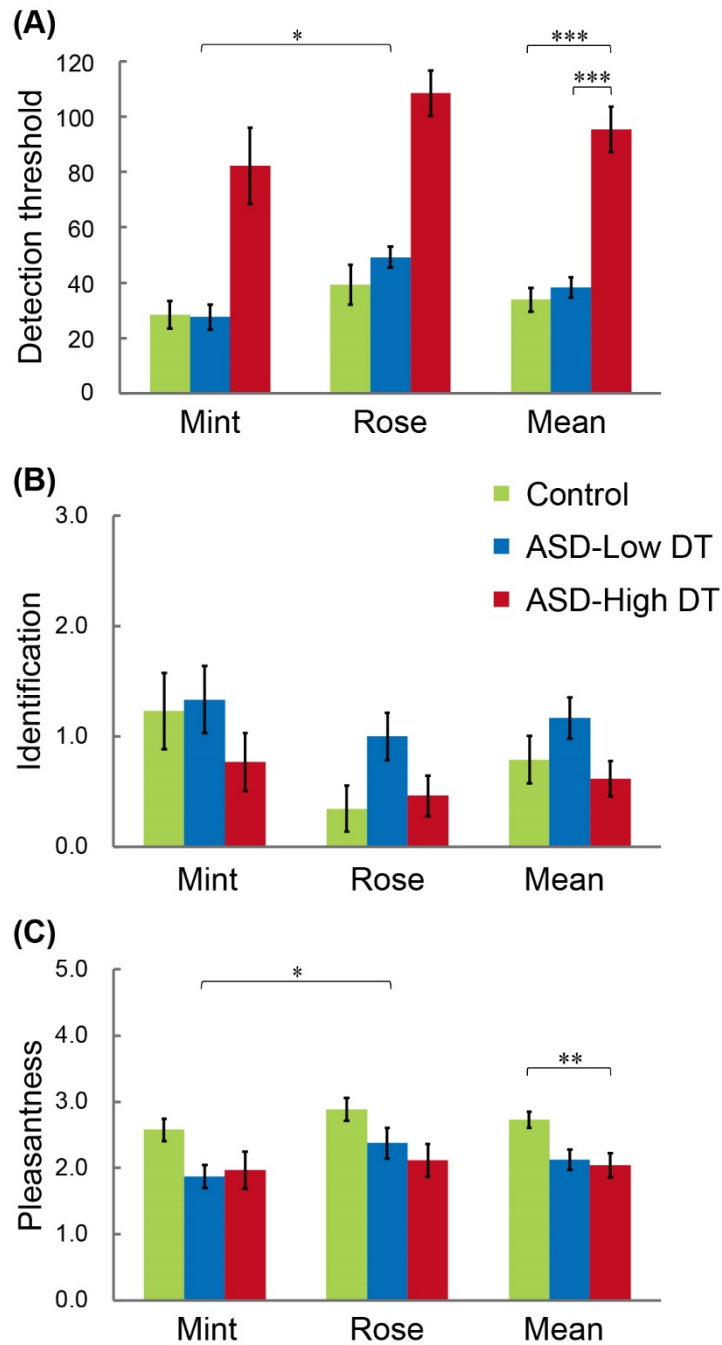 (A)
*
***
***
120
100
80
60
40
20
0
Detection threshold
Mint Rose Mean
(B)
3.0
2.0
1.0
0.0
Identification
Control
ASD-Low DT
ASD-High DT
Mint Rose Mean
(C)
5.0
4.0
3.0
2.0
1.0
0.0
Pleasantness
*
**
Mint Rose Mean